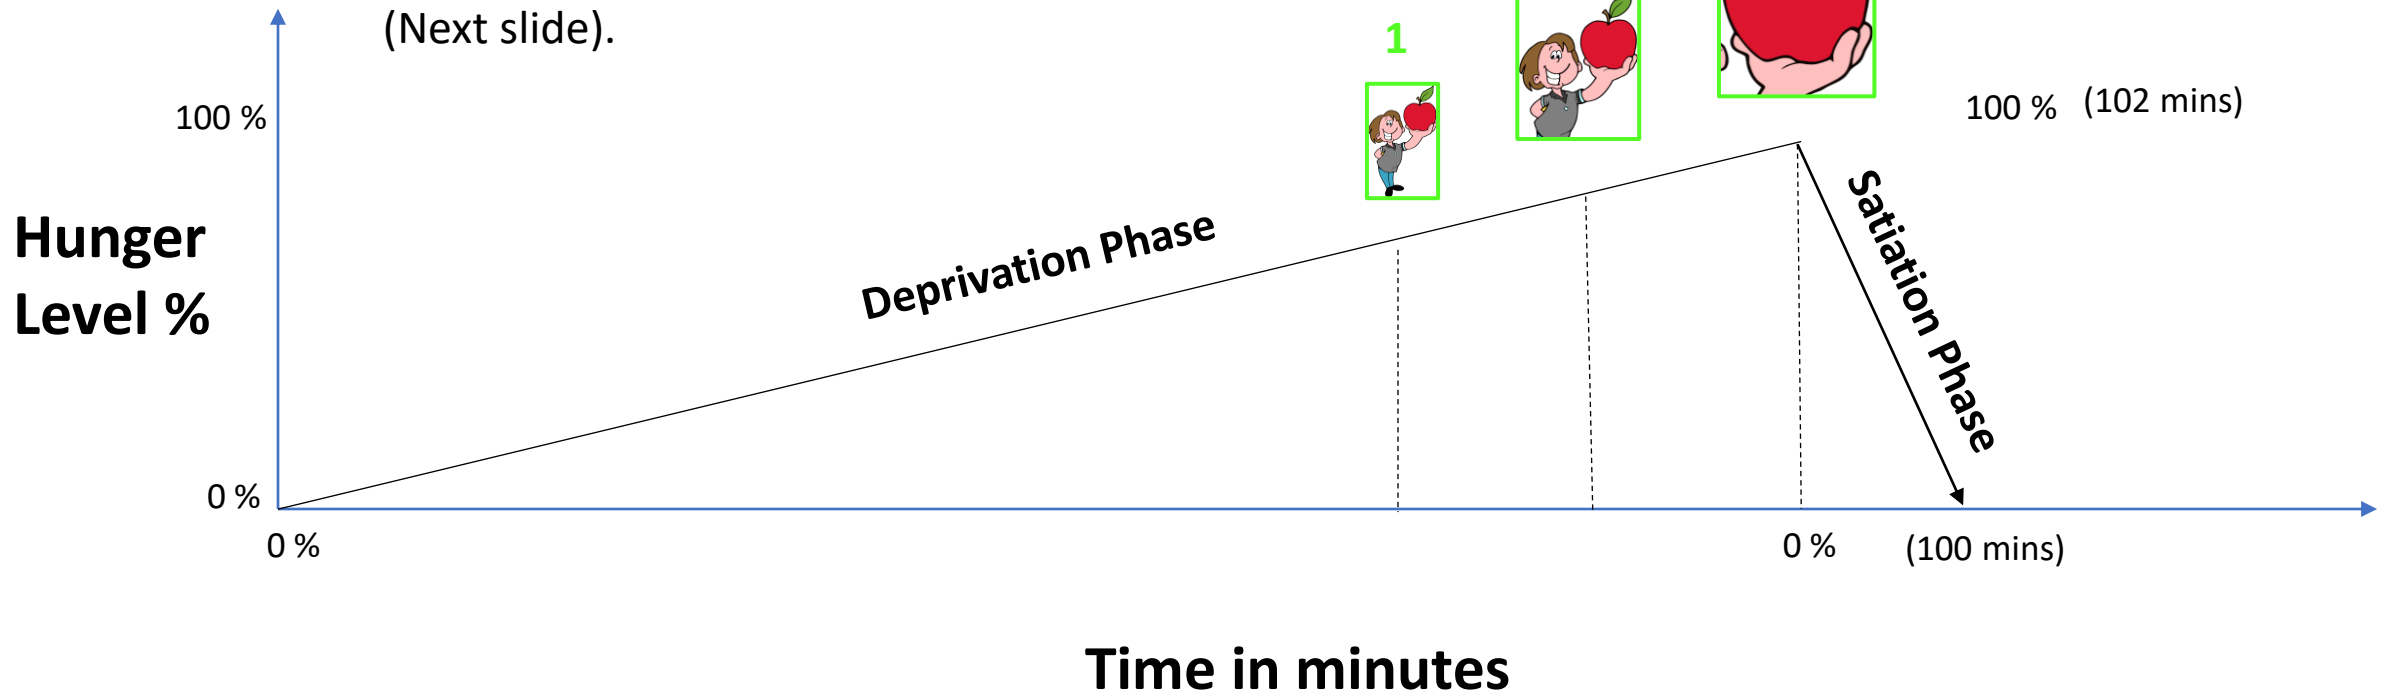 (Next slide).
1
100 %
100 % (102 mins)
Hunger
Level %
Deprivation Phase
Satiation Phase
0 %
0 %
0 % (100 mins)
Time in minutes